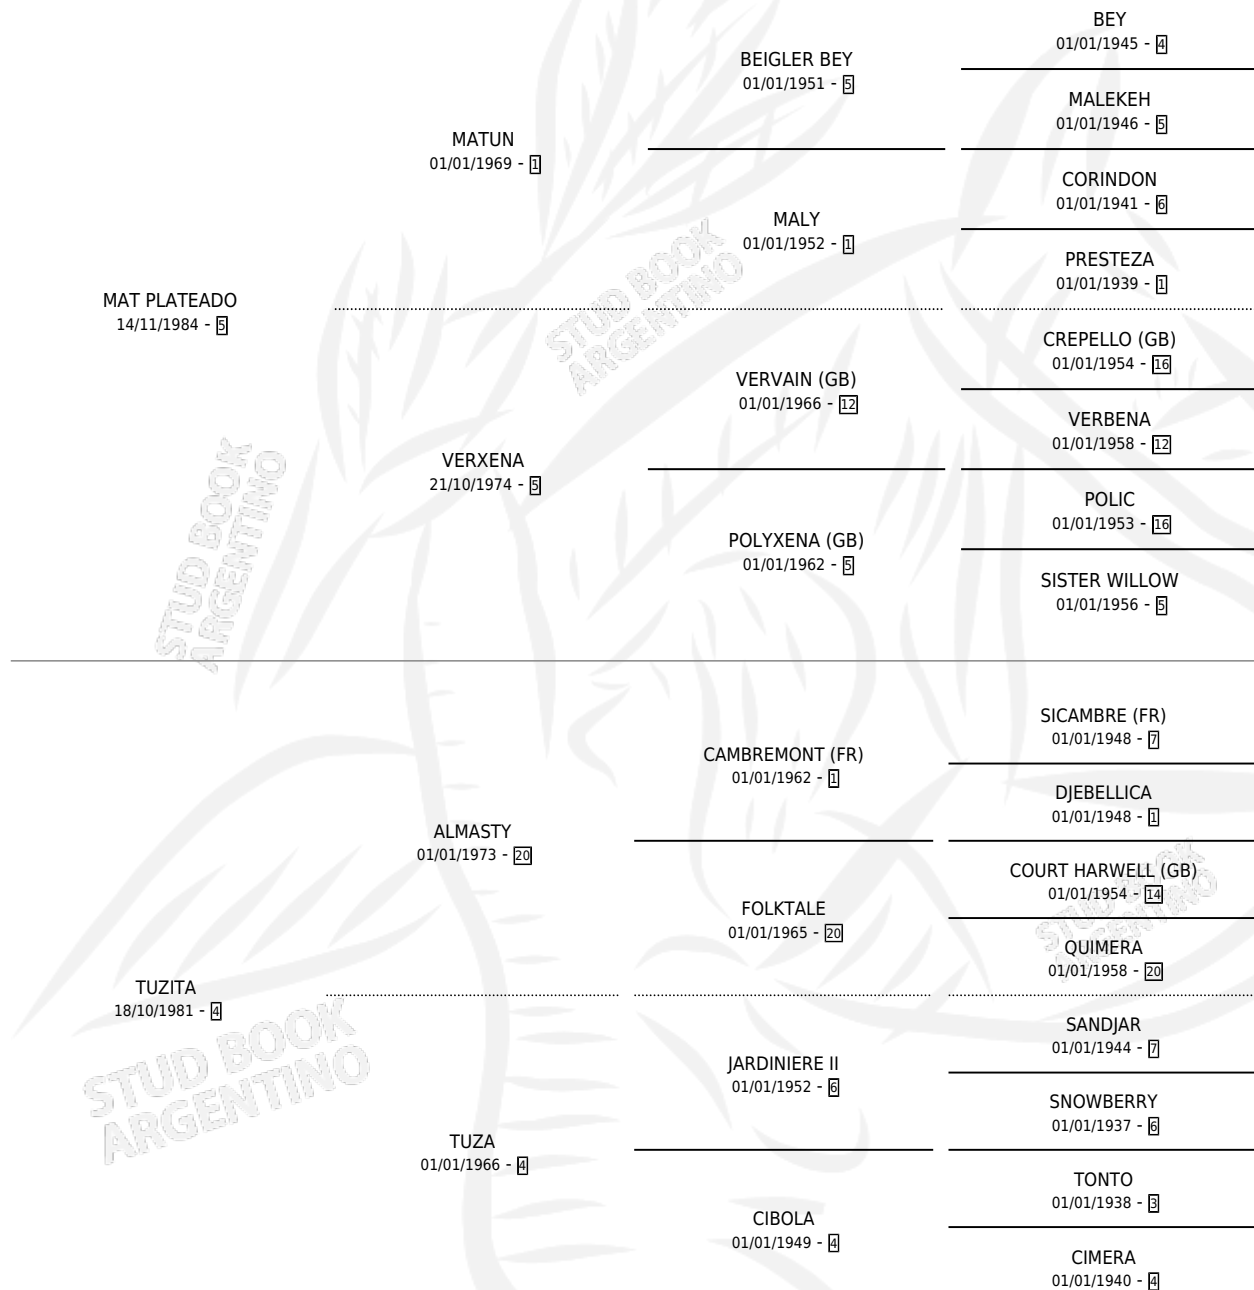 BEY
01/01/1945 - 4
BEIGLER BEY
01/01/1951 - 5
MALEKEH
01/01/1946 - 5
MATUN
01/01/1969 - 1
CORINDON
01/01/1941 - 6
MALY
01/01/1952 - 1
PRESTEZA
01/01/1939 - 1
MAT PLATEADO
14/11/1984 - 5
STUD BOOK
ARGENTINO
CREPELLO (GB)
01/01/1954 - 16
VERVAIN (GB)
01/01/1966 - 12
VERBENA
01/01/1958 - 12
VERXENA
21/10/1974 - 5
POLIC
01/01/1953 - 16
POLYXENA (GB)
01/01/1962 - 5
SISTER WILLOW
01/01/1956 - 5
STUD BOOK
ARGENTINO
SICAMBRE (FR)
01/01/1948 - 7
CAMBREMONT (FR)
01/01/1962 - 1
DJEBELLICA
01/01/1948 - 1
ALMASTY
01/01/1973 - 20
COURT HARWELL (GB)
01/01/1954 - 14
FOLKTALE
01/01/1965 - 20
QUIMERA
01/01/1958 - 20
STUD BOOK
ARGENTINO
TUZITA
18/10/1981 - 4
SANDJAR
01/01/1944 - 7
JARDINIERE II
01/01/1952 - 6
SNOWBERRY
01/01/1937 - 6
STUD BOOK
ARGENTINO
TUZA
01/01/1966 - 4
TONTO
01/01/1938 - 3
CIBOLA
01/01/1949 - 4
CIMERA
01/01/1940 - 4